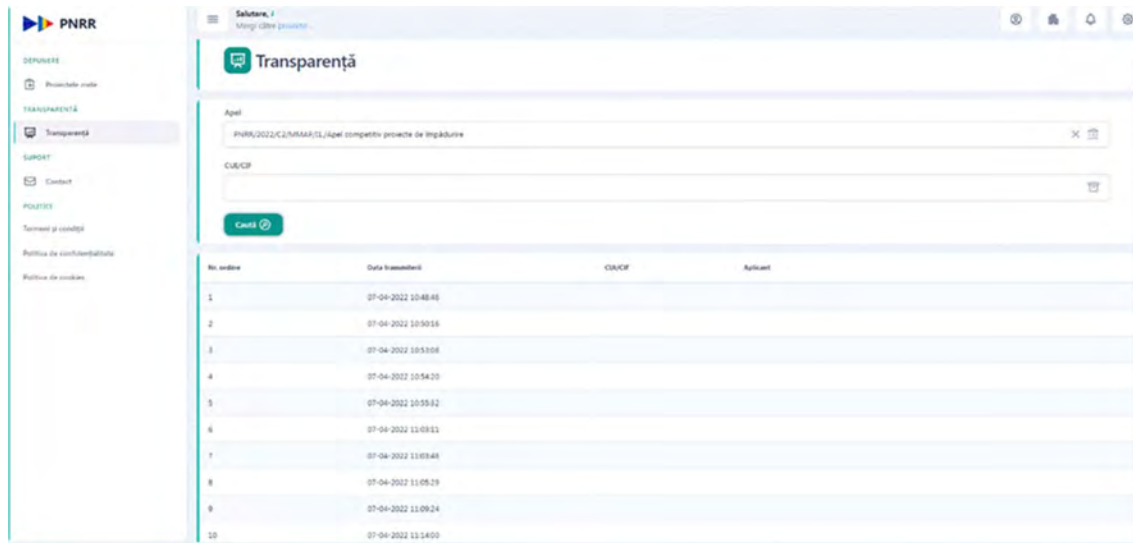 PNRR
Salutare,
Mergi către proiecte
DEPUNERE
Proiectele mele
TRANSPARENȚĂ
Transparență
SUPORT
Contact
POLITICI
Termeni și condiții
Politica de confidențialitate
Politica de cookies
Transparență
Apel
PNRR/2022/C2/MMAP/I1./Apel competitiv proiecte de împădurire
CUI/CIF
Caută
Nr. ordine Data transmiterii CUI/CIF Aplicant
1 07-04-2022 10:48:48
2 07-04-2022 10:50:16
3 07-04-2022 10:53:08
4 07-04-2022 10:54:20
5 07-04-2022 10:55:32
6 07-04-2022 11:03:11
7 07-04-2022 11:03:48
8 07-04-2022 11:05:29
9 07-04-2022 11:09:24
10 07-04-2022 11:14:00